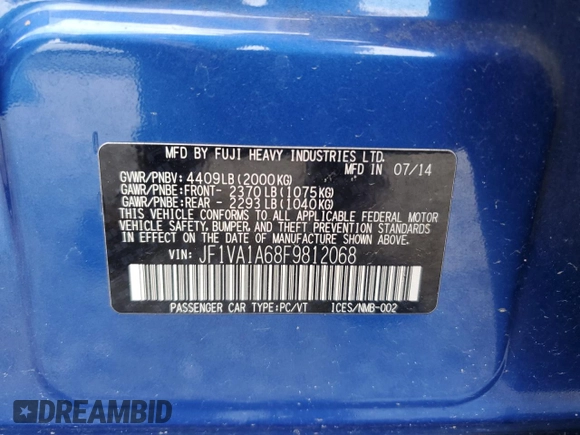 MFD BY FUJI HEAVY INDUSTRIES LTD.
MFD IN 07/14
GVWR/PNBV: 4409LB(2000KG)
GAWR/PNBE:FRONT- 2370LB(1075KG)
GAWR/PNBE:REAR - 2293LB(1040KG)
THIS VEHICLE CONFORMS TO ALL APPLICABLE FEDERAL MOTOR
VEHICLE SAFETY, BUMPER, AND THEFT PREVENTION STANDARDS
IN EFFECT ON THE DATE OF MANUFACTURE SHOWN ABOVE.
VIN: JF1VA1A68F9812068
PASSENGER CAR TYPE:PC/VT ICES/NMB-002
DREAMBID